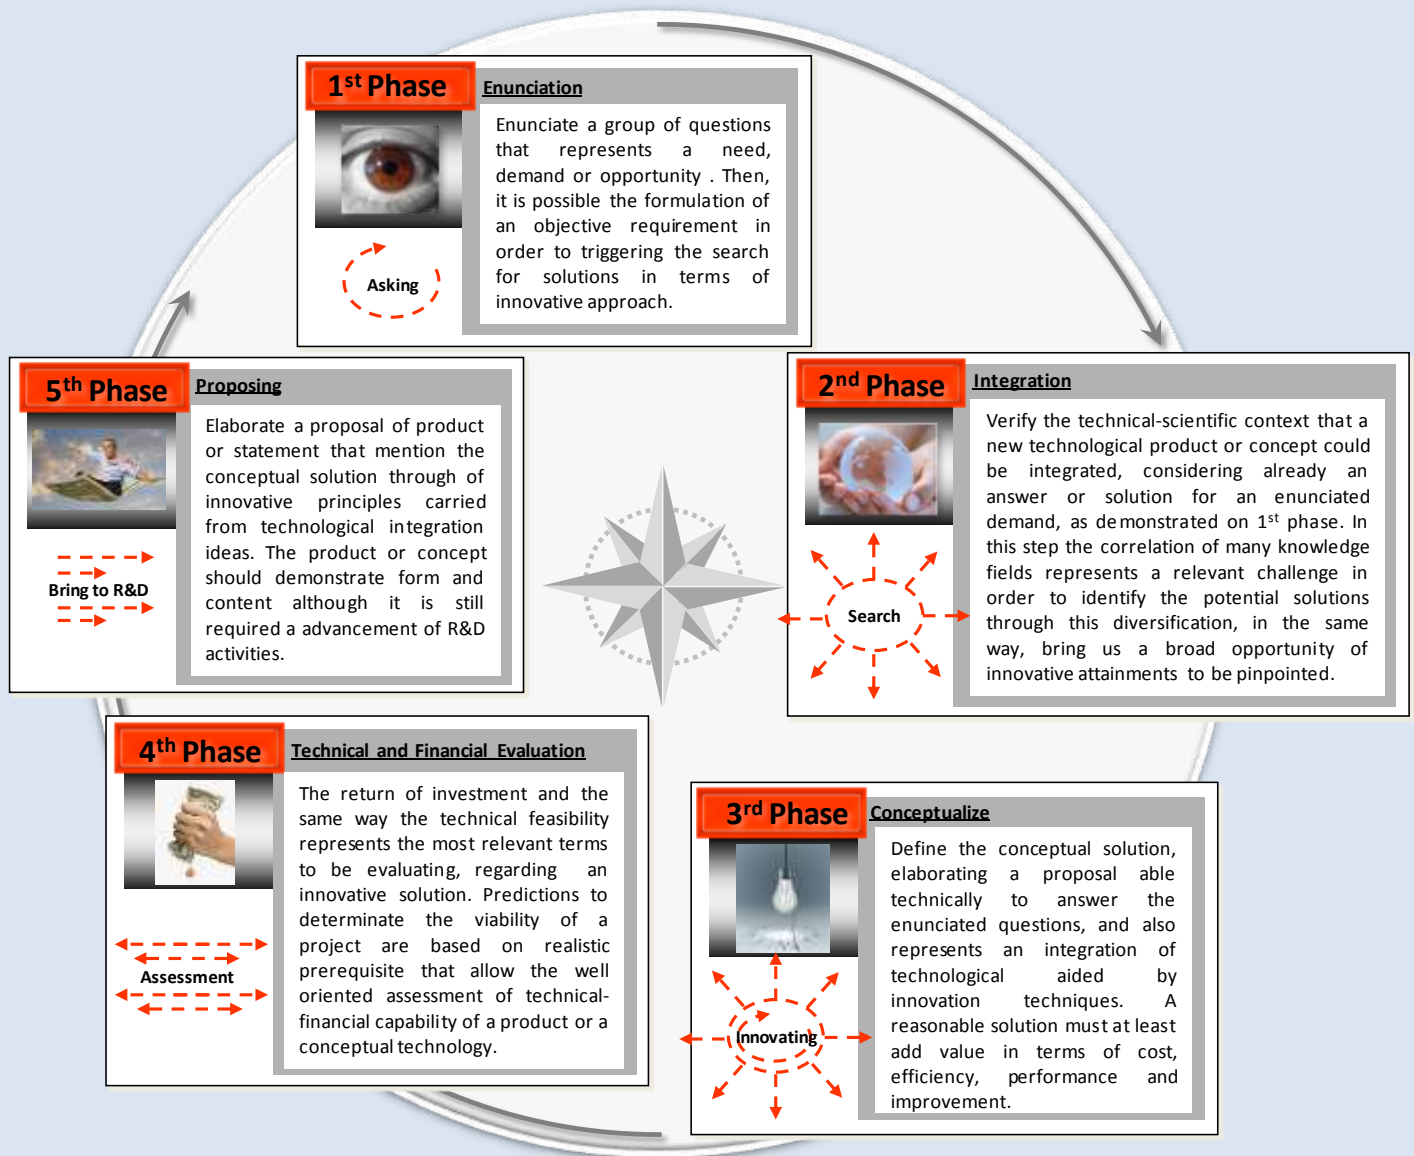 1st Phase
Enunciation
Enunciate a group of questions
that represents a need,
demand or opportunity . Then,
it is possible the formulation of
an objective requirement in
order to triggering the search
for solutions in terms of
innovative approach.
Asking
2nd Phase
Integration
Verify the technical-scientific context that a
new technological product or concept could
be integrated, considering already an
answer or solution for an enunciated
demand, as demonstrated on 1st phase. In
this step the correlation of many knowledge
fields represents a relevant challenge in
order to identify the potential solutions
through this diversification, in the same
way, bring us a broad opportunity of
innovative attainments to be pinpointed.
Search
3rd Phase
Conceptualize
Define the conceptual solution,
elaborating a proposal able
technically to answer the
enunciated questions, and also
represents an integration of
technological aided by
innovation techniques. A
reasonable solution must at least
add value in terms of cost,
efficiency, performance and
improvement.
Innovating
4th Phase
Technical and Financial Evaluation
The return of investment and the
same way the technical feasibility
represents the most relevant terms
to be evaluating, regarding an
innovative solution. Predictions to
determinate the viability of a
project are based on realistic
prerequisite that allow the well
oriented assessment of technical-
financial capability of a product or a
conceptual technology.
Assessment
5th Phase
Proposing
Elaborate a proposal of product
or statement that mention the
conceptual solution through of
innovative principles carried
from technological integration
ideas. The product or concept
should demonstrate form and
content although it is still
required a advancement of R&D
activities.
Bring to R&D